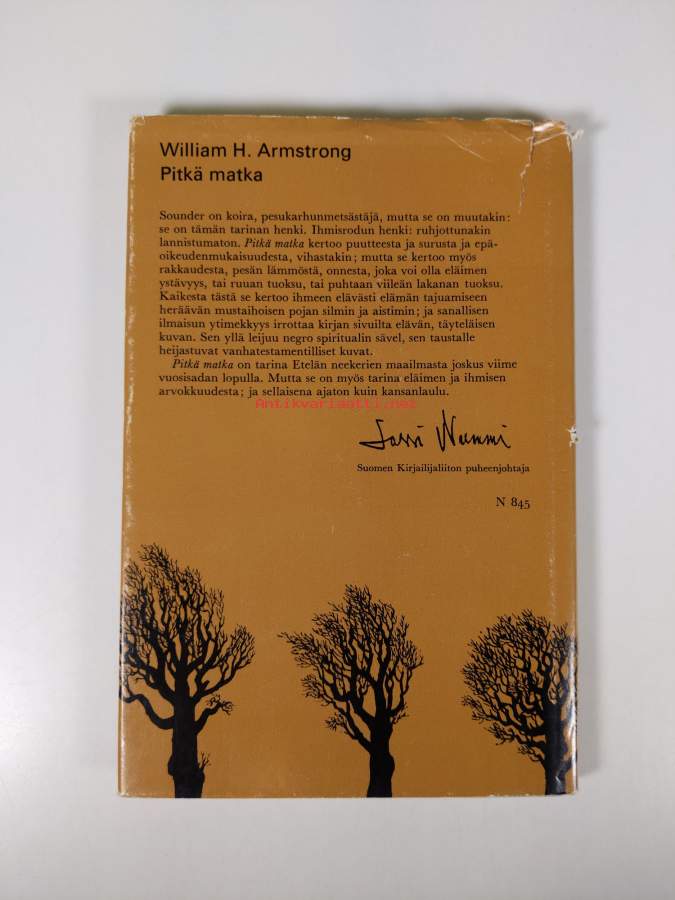 William H. Armstrong
Pitkä matka
Sounder on koira, pesukarhunmetsästäjä, mutta se on muutakin:
se on tämän tarinan henki. Ihmisrodun henki: ruhjottunakin
lannistumaton. Pitkä matka kertoo puutteesta ja surusta ja epä-
oikeudenmukaisuudesta, vihastakin; mutta se kertoo myös
rakkaudesta, pesän lämmöstä, onnesta, joka voi olla eläimen
ystävyys, tai ruuan tuoksu, tai puhtaan viileän lakanan tuoksu.
Kaikesta tästä se kertoo ihmeen elävästi elämän tajuamiseen
heräävän mustaihoisen pojan silmin ja aistimin; ja sanallisen
ilmaisun ytimekkyys irrottaa kirjan sivuilta elävän, täyteläisen
kuvan. Sen yllä leijuu negro spiritualin sävel, sen taustalle
heijastuvat vanhatestamentilliset kuvat.
Pitkä matka on tarina Etelän neekerien maailmasta joskus viime
vuosisadan lopulla. Mutta se on myös tarina eläimen ja ihmisen
arvokkuudesta; ja sellaisena ajaton kuin kansanlaulu.
Antikvariaatti.net
Lassi Nummi
Suomen Kirjailijaliiton puheenjohtaja
N 845